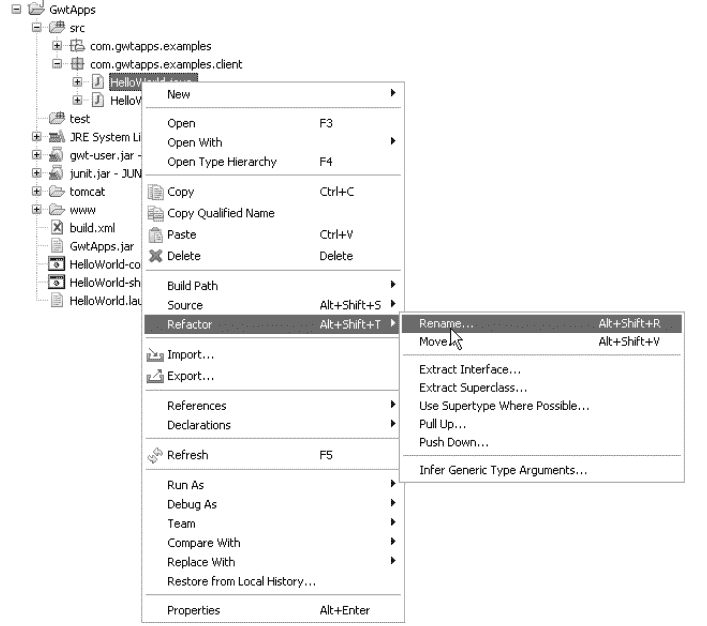 GwtApps
src
com.gwtapps.examples
com.gwtapps.examples.client
HelloWorld.java
HelloW
test
JRE System Li
gwt-user.jar -
junit.jar - JUN
tomcat
www
build.xml
GwtApps.jar
HelloWorld-co
HelloWorld-sh
HelloWorld.lau
New
Open F3
Open With
Open Type Hierarchy F4
Copy Ctrl+C
Copy Qualified Name
Paste Ctrl+V
Delete Delete
Build Path
Source Alt+Shift+S
Refactor Alt+Shift+T
Import...
Export...
References
Declarations
Refresh F5
Run As
Debug As
Team
Compare With
Replace With
Restore from Local History...
Properties Alt+Enter
Rename... Alt+Shift+R
Move... Alt+Shift+V
Extract Interface...
Extract Superclass...
Use Supertype Where Possible...
Pull Up...
Push Down...
Infer Generic Type Arguments...